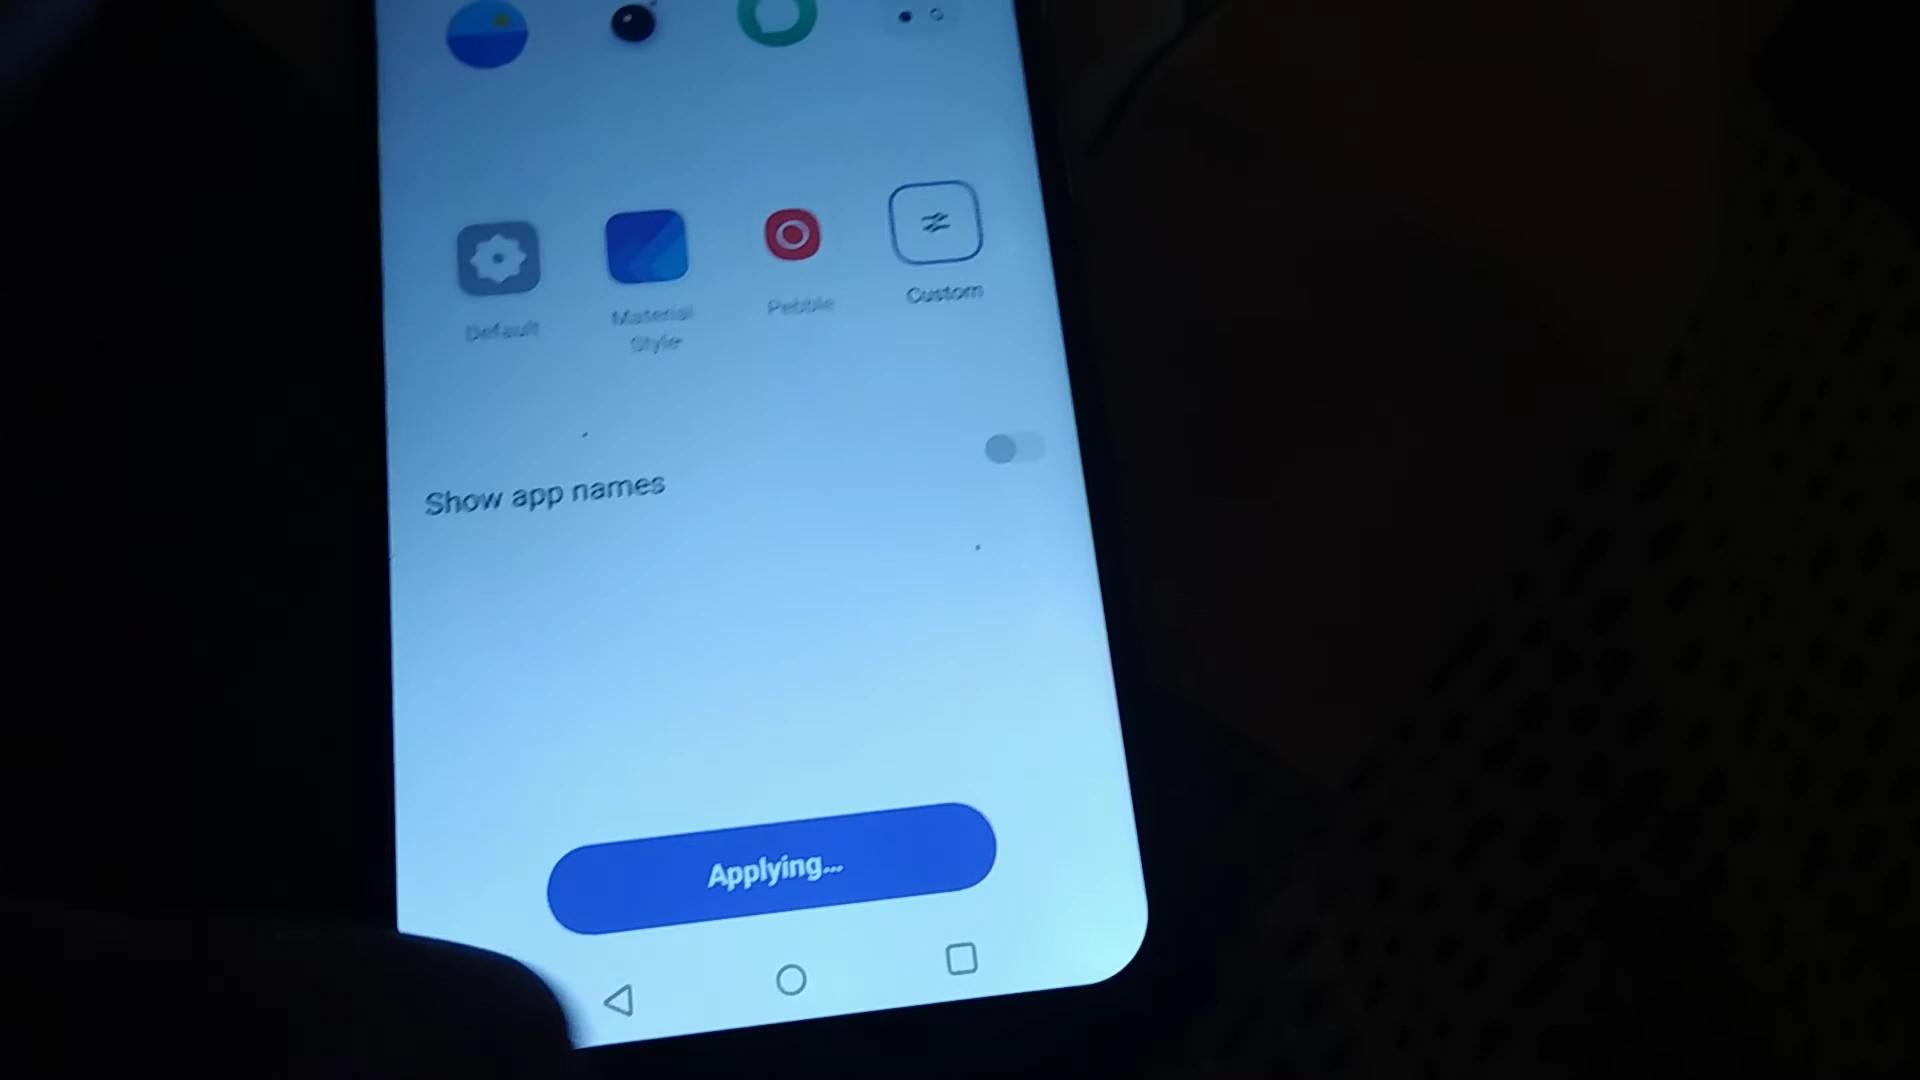 Default
Material
Style
Pebble
Custom
Show app names
Applying...